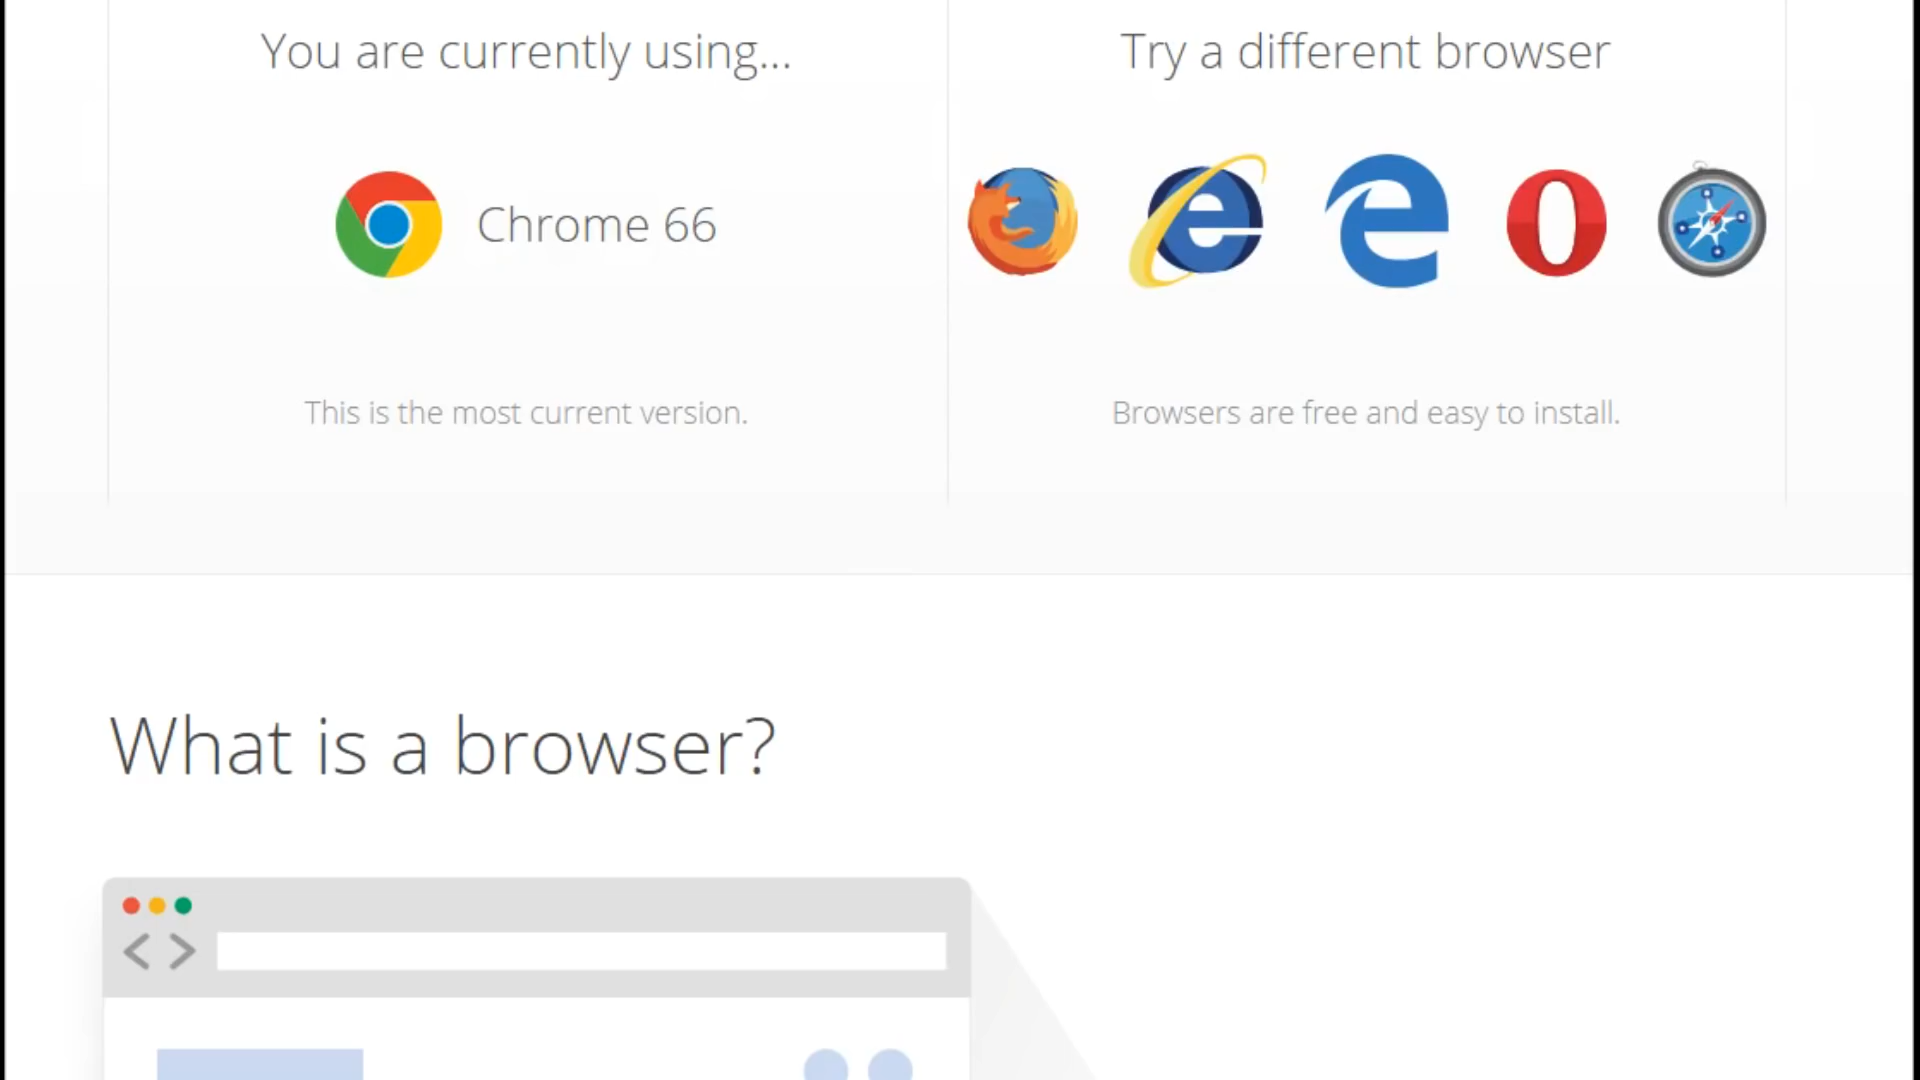 You are currently using...
Try a different browser
Chrome 66
This is the most current version.
Browsers are free and easy to install.
What is a browser?